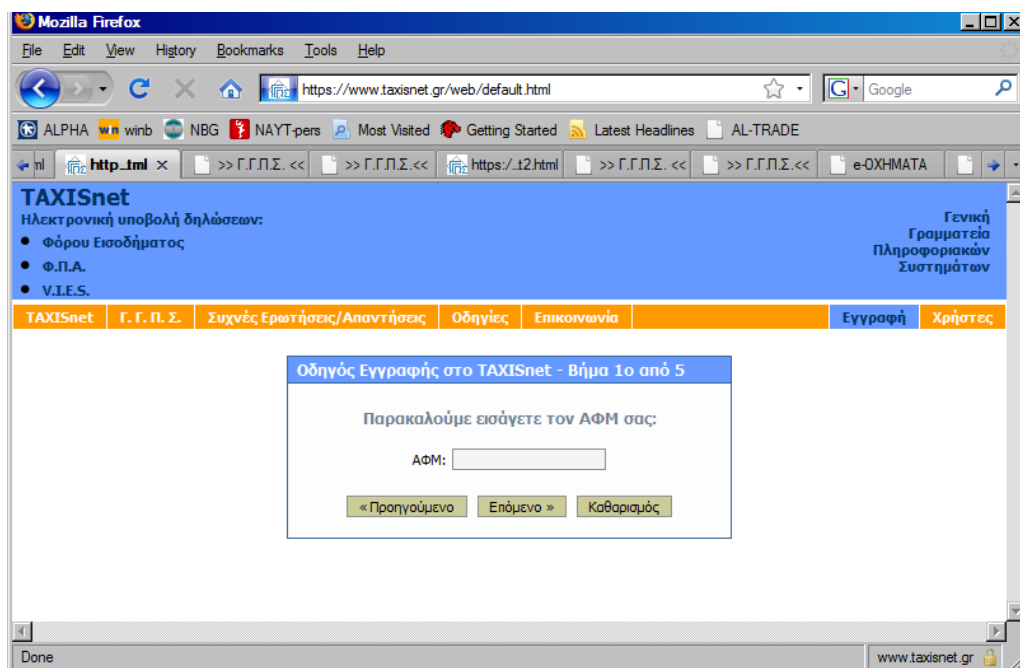 Mozilla Firefox
File Edit View History Bookmarks Tools Help
https://www.taxisnet.gr/web/default.html G Google
ALPHA wn winb NBG NAYT-pers Most Visited Getting Started Latest Headlines AL-TRADE
ml http_tml >> Γ.Γ.Π.Σ. << >> Γ.Γ.Π.Σ.<< https:/_t2.html >> Γ.Γ.Π.Σ. << >> Γ.Γ.Π.Σ.<< e-ΟΧΗΜΑΤΑ
TAXISnet
Ηλεκτρονική υποβολή δηλώσεων:
• Φόρου Εισοδήματος
• Φ.Π.Α.
• V.I.E.S.
Γενική
Γραμματεία
Πληροφοριακών
Συστημάτων
TAXISnet Γ. Γ. Π. Σ. Συχνές Ερωτήσεις/Απαντήσεις Οδηγίες Επικοινωνία Εγγραφή Χρήστες
Οδηγός Εγγραφής στο TAXISnet - Βήμα 1ο από 5
Παρακαλούμε εισάγετε τον ΑΦΜ σας:
ΑΦΜ:
« Προηγούμενο Επόμενο » Καθαρισμός
Done www.taxisnet.gr